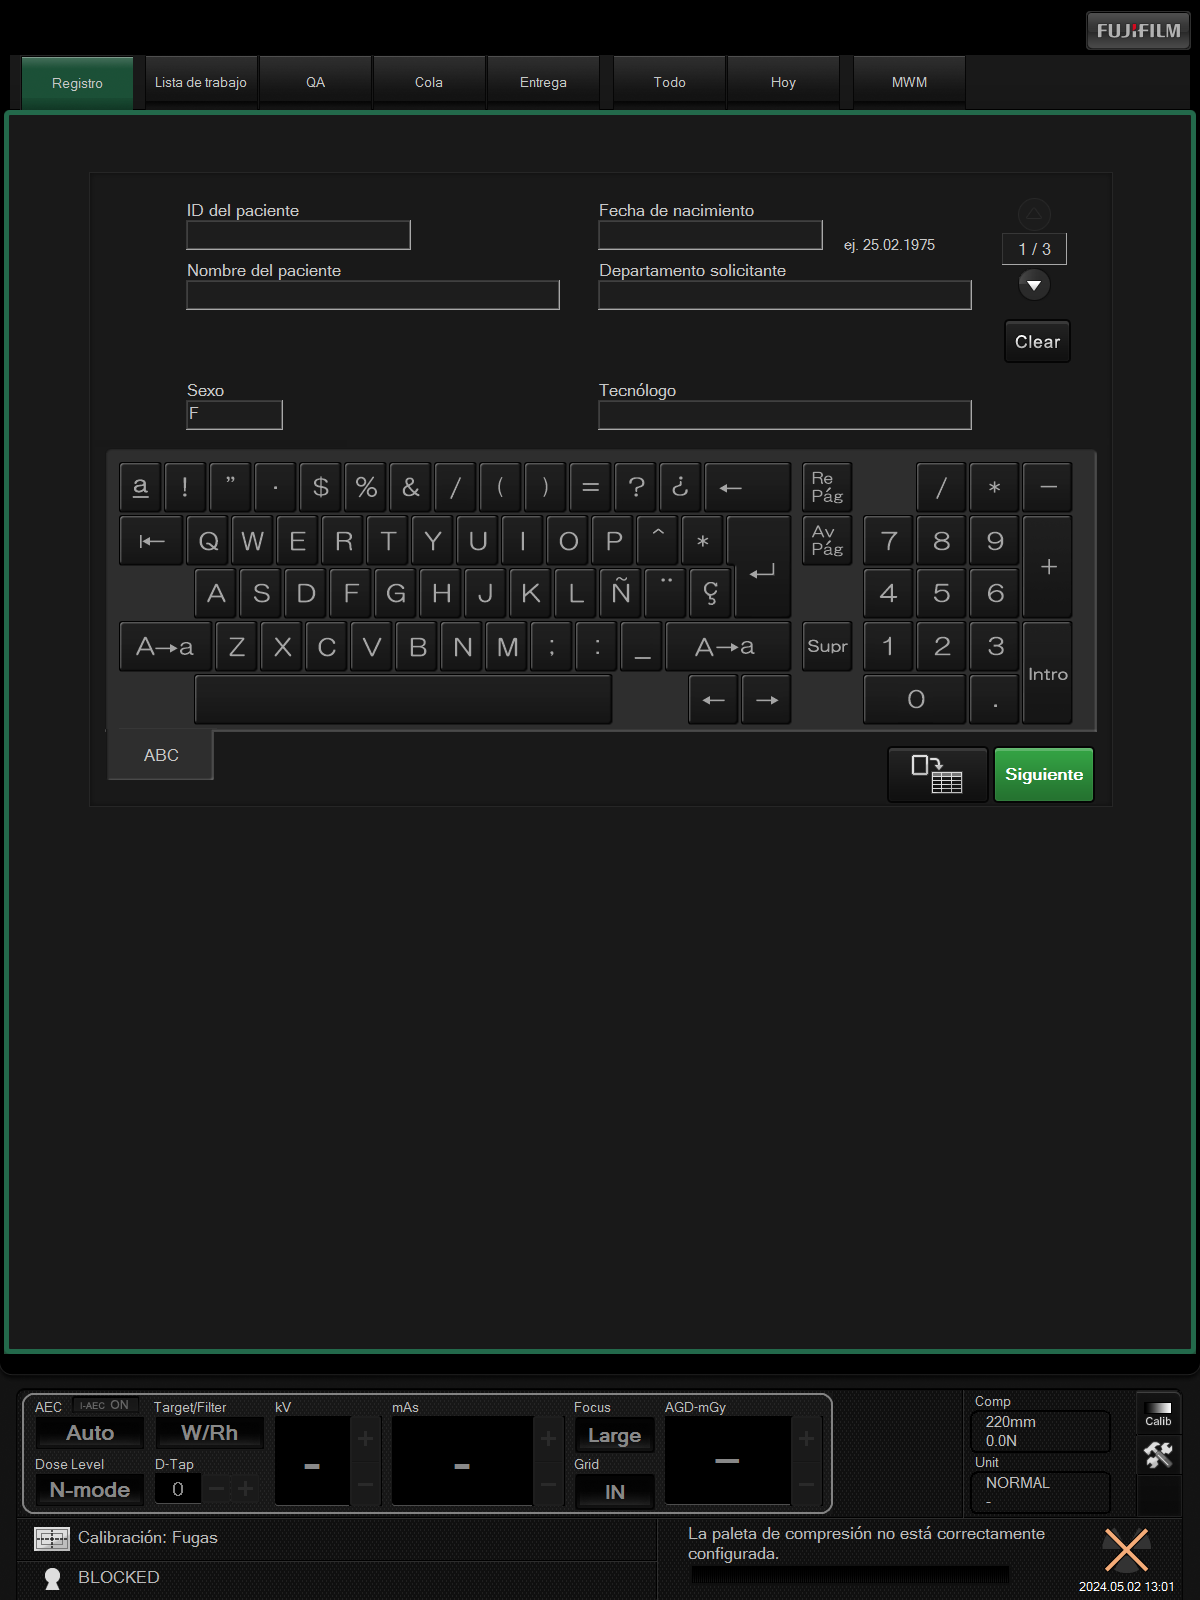 FUJIFILM
Registro Lista de trabajo QA Cola Entrega Todo Hoy MWM
ID del paciente Fecha de nacimiento
ej. 25.02.1975 1 / 3
Nombre del paciente Departamento solicitante
Clear
Sexo Tecnólogo
F
a ! ” · $ % & / ( ) = ? ¿ ← Re Pág / * −
⇤ Q W E R T Y U I O P ^ * Av Pág 7 8 9 +
A S D F G H J K L Ñ ¨ Ç ↵ 4 5 6
A→a Z X C V B N M ; : _ A→a Supr 1 2 3 Intro
← → 0 .
ABC
Siguiente
AEC I-AEC ON Target/Filter kV mAs Focus AGD-mGy Comp
Auto W/Rh + + Large + 220mm Calib
0.0N
Dose Level D-Tap – – Grid — Unit
N-mode 0 − + − − IN − NORMAL
-
Calibración: Fugas La paleta de compresión no está correctamente
configurada.
BLOCKED 2024.05.02 13:01